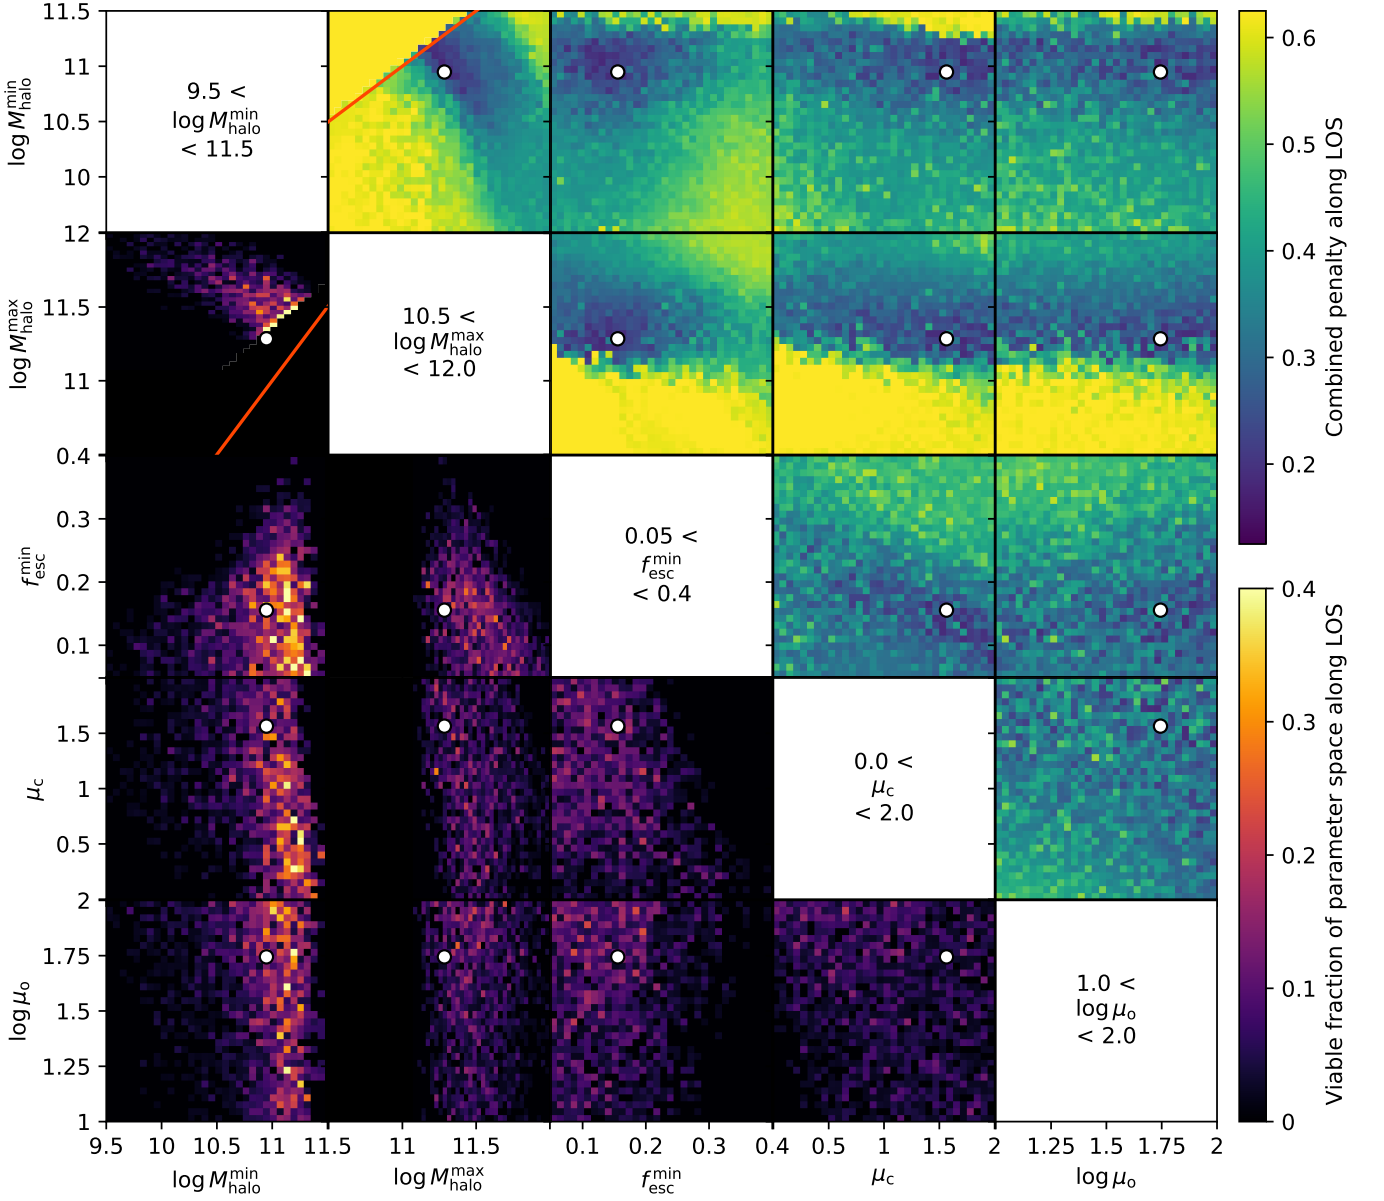 11.5
11
10.5
10
log M_halo^min
9.5 <
log M_halo^min
< 11.5
12
11.5
11
log M_halo^max
10.5 <
log M_halo^max
< 12.0
0.4
0.3
0.2
0.1
f_esc^min
0.05 <
f_esc^min
< 0.4
1.5
1
0.5
μ_c
0.0 <
μ_c
< 2.0
2
1.75
1.5
1.25
1
log μ_o
1.0 <
log μ_o
< 2.0
9.5 10 10.5 11 11.5 11 11.5 0.1 0.2 0.3 0.4 0.5 1 1.5 2 1.25 1.5 1.75 2
log M_halo^min log M_halo^max f_esc^min μ_c log μ_o
0.6
0.5
0.4
0.3
0.2
Combined penalty along LOS
0.4
0.3
0.2
0.1
0
Viable fraction of parameter space along LOS